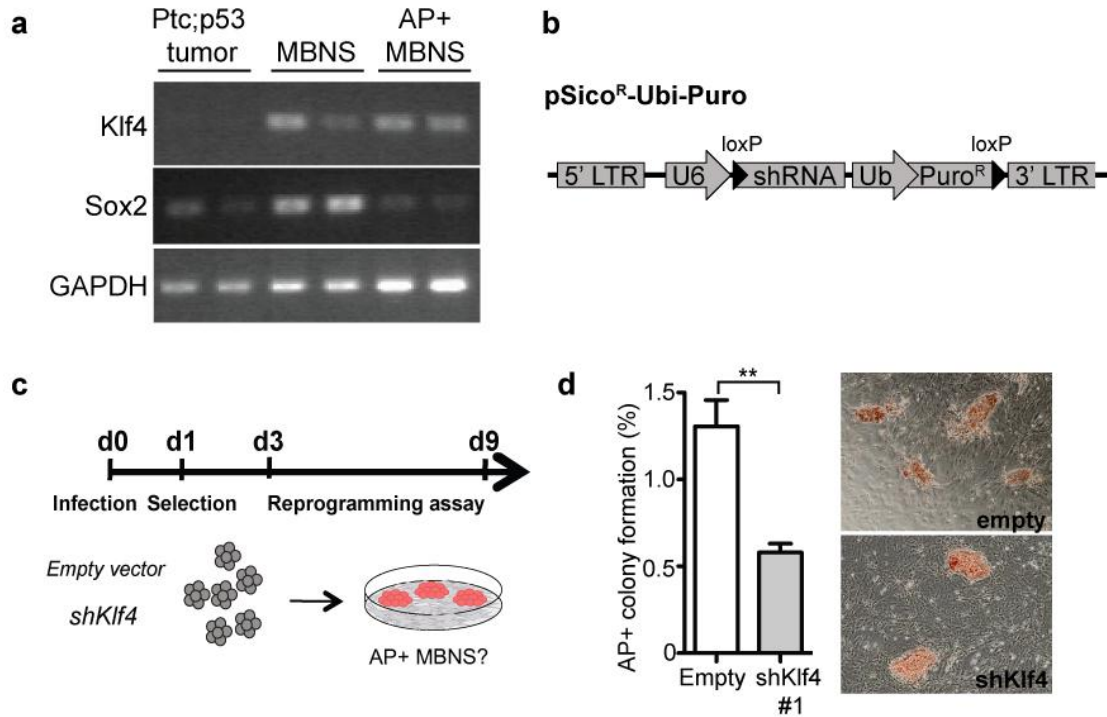 a
Ptc;p53
tumor
MBNS
AP+
MBNS
Klf4
Sox2
GAPDH
b
pSicoᴿ-Ubi-Puro
loxP
loxP
5' LTR U6 shRNA Ub Puroᴿ 3' LTR
c
d0 d1 d3 d9
Infection Selection Reprogramming assay
Empty vector
shKlf4
AP+ MBNS?
d
AP+ colony formation (%)
1.5
1.0
0.5
0
**
Empty
shKlf4
#1
empty
shKlf4